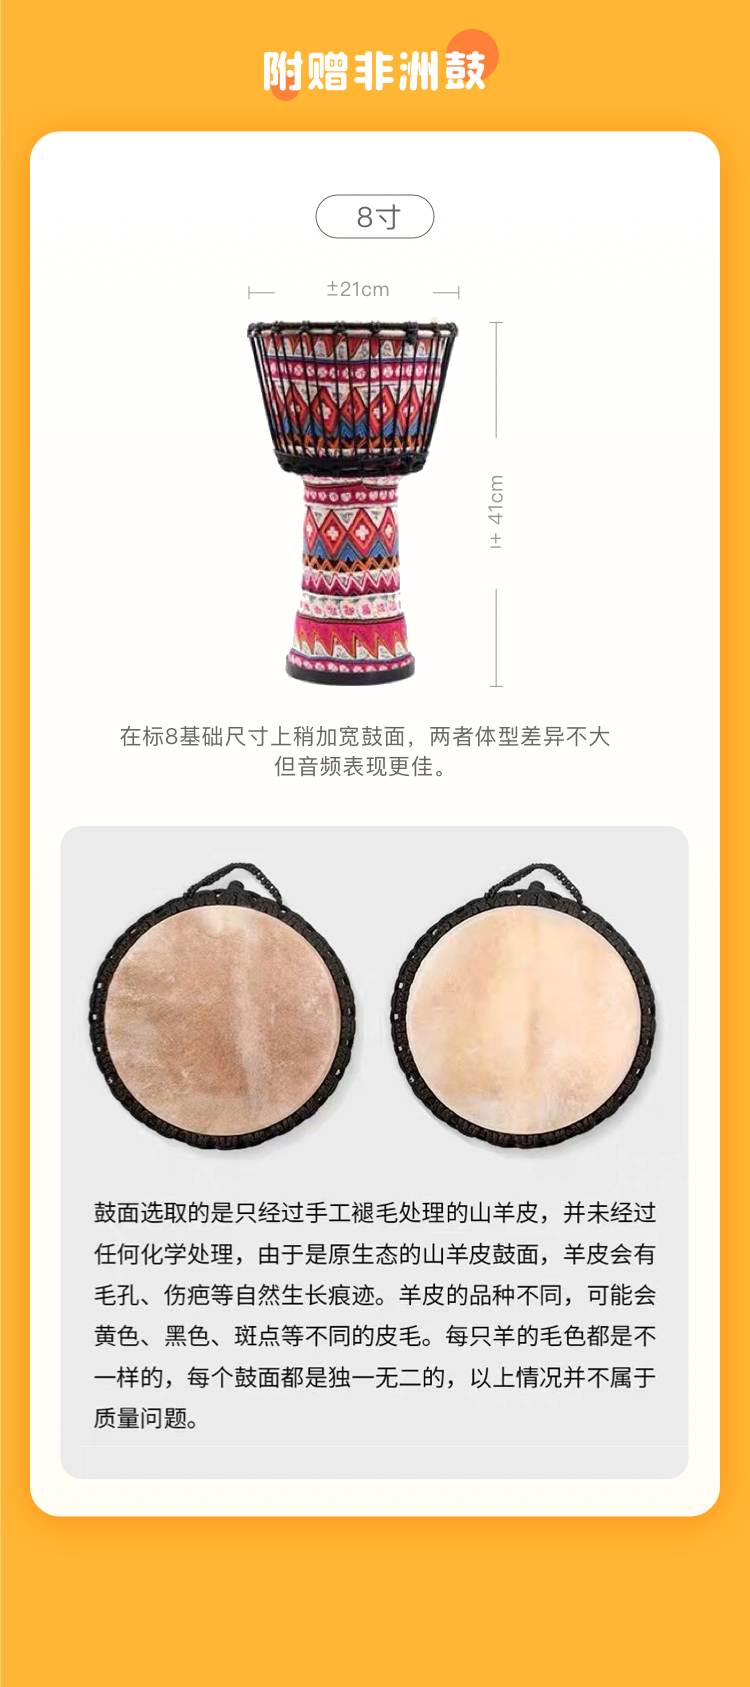 附赠非洲鼓
8寸
±21cm
± 41cm
在标8基础尺寸上稍加宽鼓面，两者体型差异不大
但音频表现更佳。
鼓面选取的是只经过手工褪毛处理的山羊皮，并未经过
任何化学处理，由于是原生态的山羊皮鼓面，羊皮会有
毛孔、伤疤等自然生长痕迹。羊皮的品种不同，可能会
黄色、黑色、斑点等不同的皮毛。每只羊的毛色都是不
一样的，每个鼓面都是独一无二的，以上情况并不属于
质量问题。